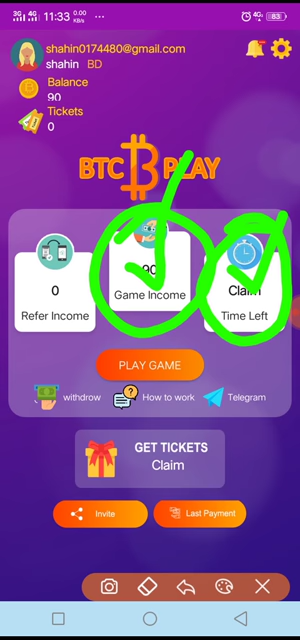 3G 4G 11:33 0.00 KB/s ... 4G 83
shahin0174480@gmail.com
shahin BD
Balance
90
Tickets
0
BTC PLAY
0
90
Claim
Refer Income
Game Income
Time Left
PLAY GAME
withdrow
How to work
Telegram
GET TICKETS
Claim
Invite
Last Payment